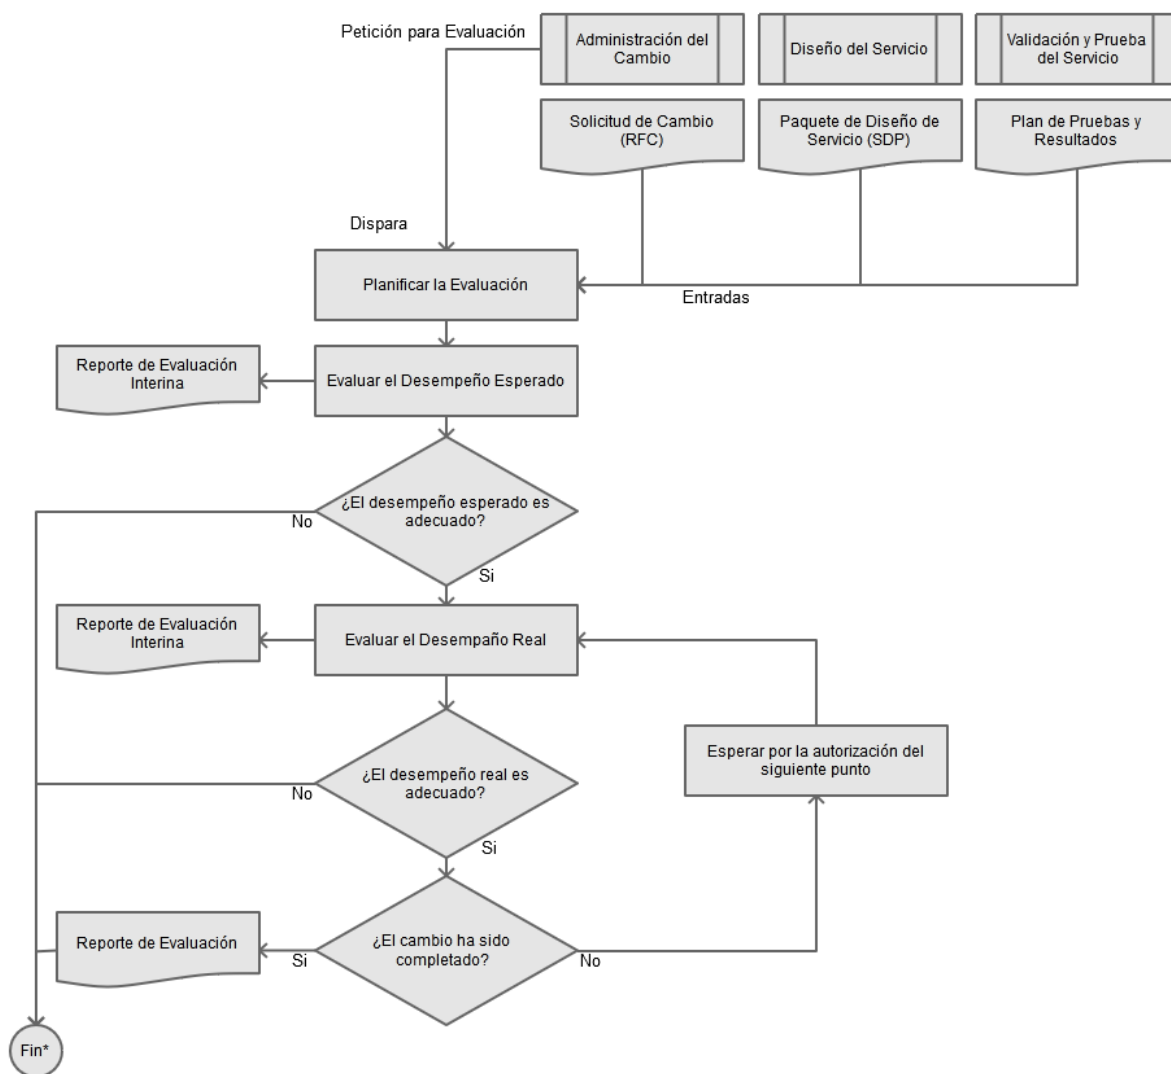 Petición para Evaluación
Administración del
Cambio
Diseño del Servicio
Validación y Prueba
del Servicio
Solicitud de Cambio
(RFC)
Paquete de Diseño de
Servicio (SDP)
Plan de Pruebas y
Resultados
Dispara
Planificar la Evaluación
Entradas
Reporte de Evaluación
Interina
Evaluar el Desempeño Esperado
¿El desempeño esperado es
adecuado?
No
Si
Reporte de Evaluación
Interina
Evaluar el Desempaño Real
¿El desempeño real es
adecuado?
No
Si
Esperar por la autorización del
siguiente punto
Reporte de Evaluación
Si
¿El cambio ha sido
completado?
No
Fin*